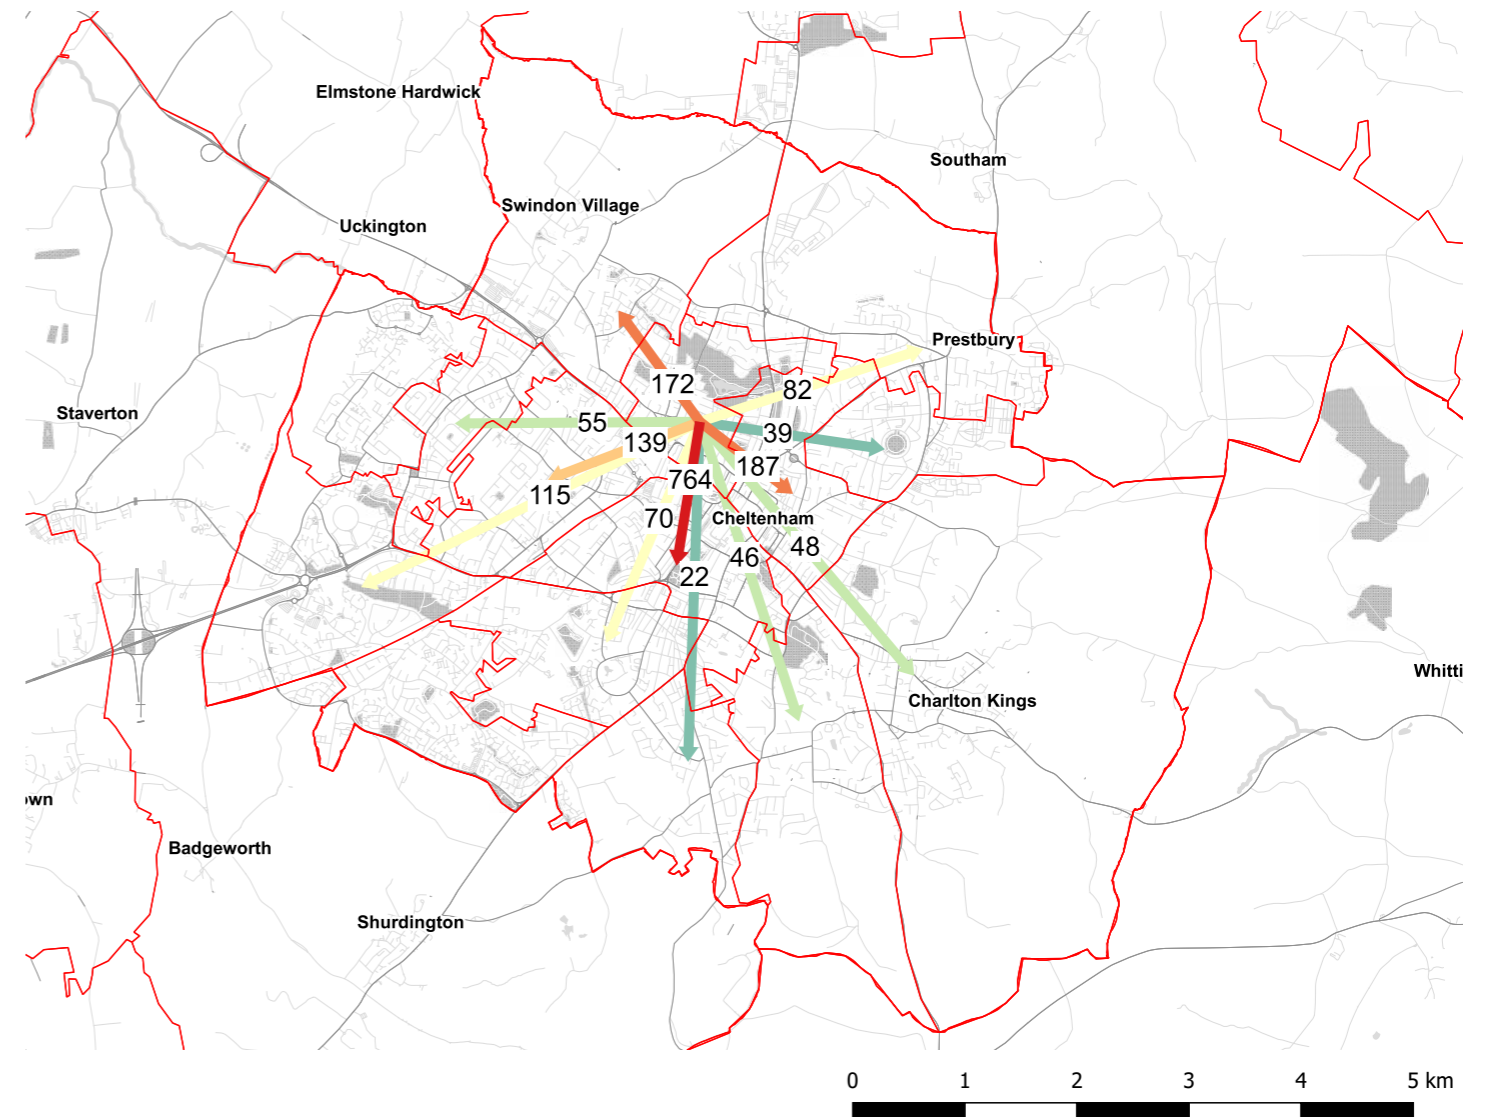 Elmstone Hardwick
Southam
Swindon Village
Uckington
Prestbury
172
82
Staverton
55
139
39
187
764
115
70
Cheltenham
46
48
22
Whitti
Charlton Kings
own
Badgeworth
Shurdington
0 1 2 3 4 5 km